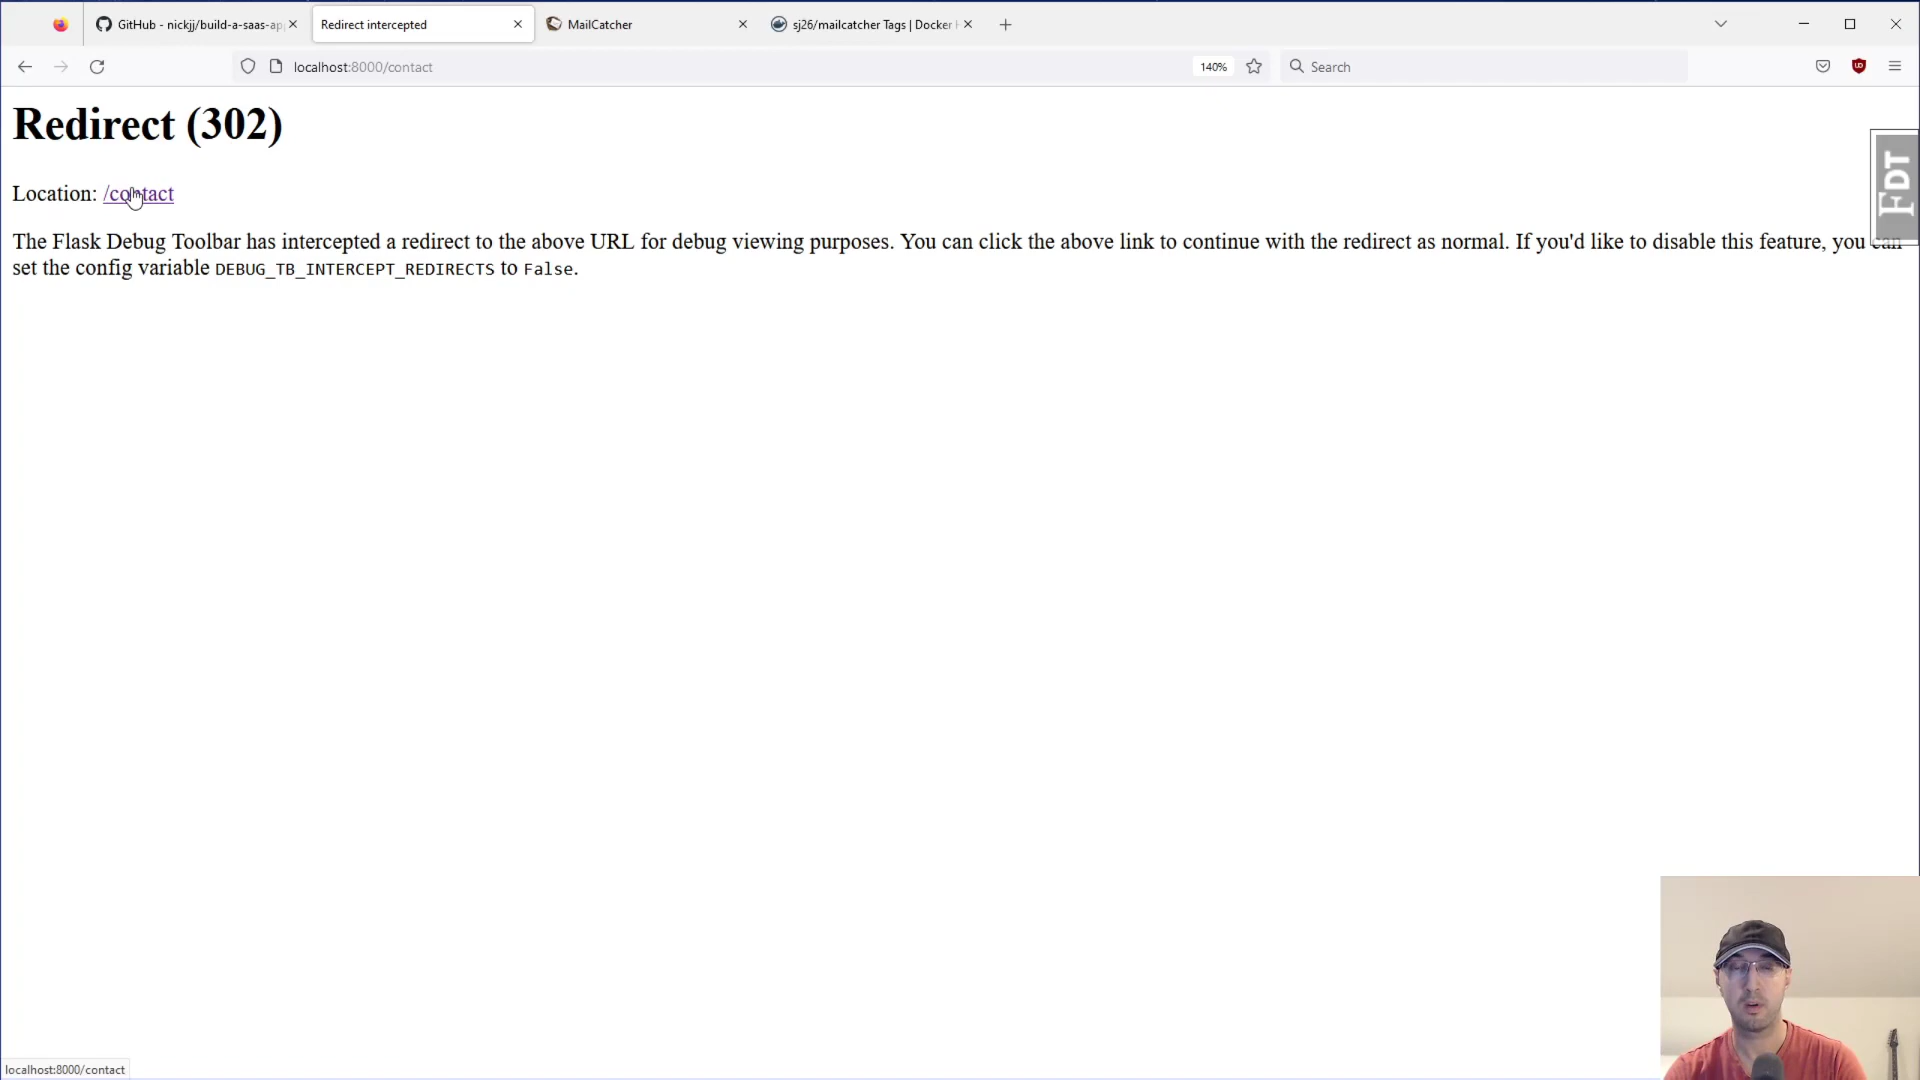 GitHub - nickjj/build-a-saas-ap
Redirect intercepted
MailCatcher
sj26/mailcatcher Tags | Docker
localhost:8000/contact
140%
Search
Redirect (302)
Location: /contact
The Flask Debug Toolbar has intercepted a redirect to the above URL for debug viewing purposes. You can click the above link to continue with the redirect as normal. If you'd like to disable this feature, you can
set the config variable DEBUG_TB_INTERCEPT_REDIRECTS to False.
FDT
localhost:8000/contact